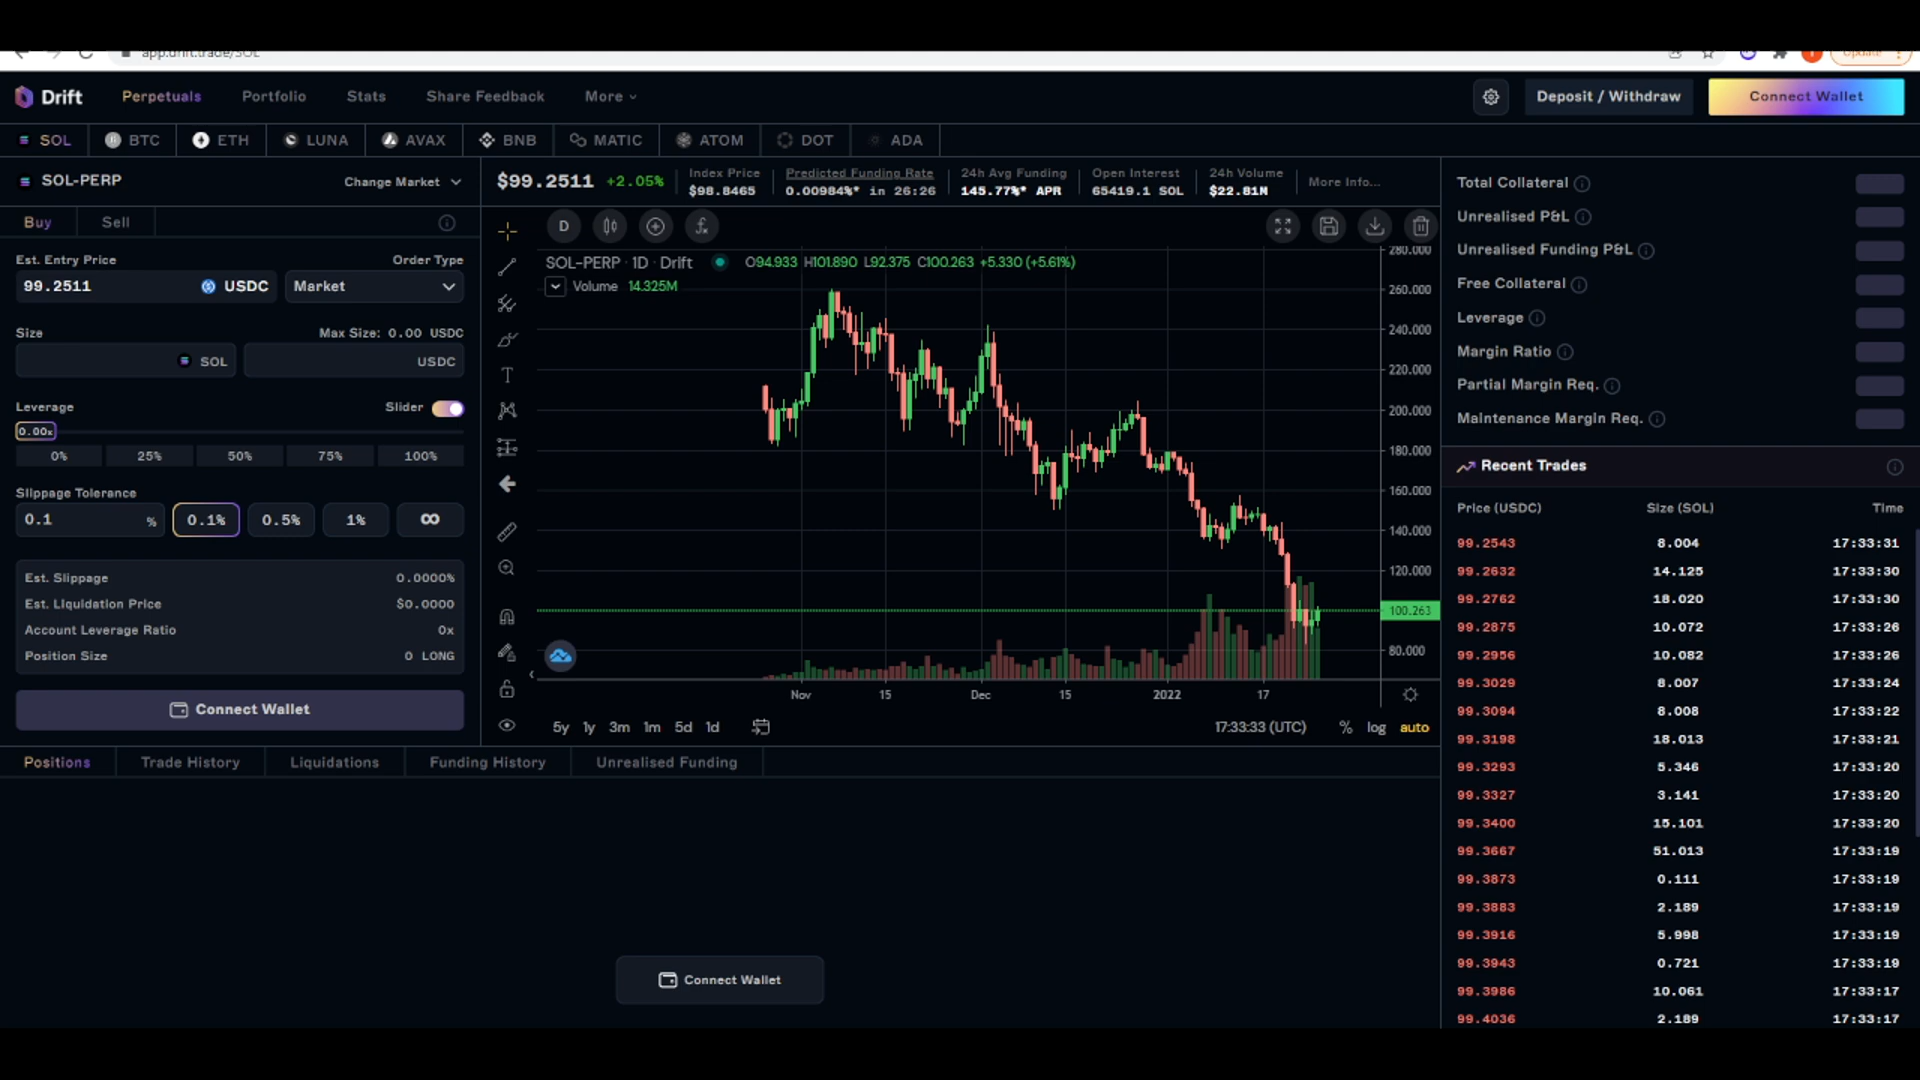 app.drift.trade/SOL
Update
Drift
Perpetuals
Portfolio
Stats
Share Feedback
More
Deposit / Withdraw
Connect Wallet
SOL
BTC
ETH
LUNA
AVAX
BNB
MATIC
ATOM
DOT
ADA
SOL-PERP
Change Market
Buy
Sell
Est. Entry Price
Order Type
99.2511
USDC
Market
Size
Max Size: 0.00 USDC
SOL
USDC
Leverage
Slider
0.00x
0%
25%
50%
75%
100%
Slippage Tolerance
0.1
%
0.1%
0.5%
1%
∞
Est. Slippage
0.0000%
Est. Liquidation Price
$0.0000
Account Leverage Ratio
0x
Position Size
0 LONG
Connect Wallet
$99.2511
+2.05%
Index Price
$98.8465
Predicted Funding Rate
0.00984%* in 26:26
24h Avg Funding
145.77%* APR
Open Interest
65419.1 SOL
24h Volume
$22.81M
More Info...
D
SOL-PERP · 1D · Drift
O94.933 H101.890 L92.375 C100.263 +5.330 (+5.61%)
Volume 14.325M
280.000
260.000
240.000
220.000
200.000
180.000
160.000
140.000
120.000
100.263
80.000
Nov
15
Dec
15
2022
17
5y
1y
3m
1m
5d
1d
17:33:33 (UTC)
%
log
auto
Positions
Trade History
Liquidations
Funding History
Unrealised Funding
Connect Wallet
Total Collateral
Unrealised P&L
Unrealised Funding P&L
Free Collateral
Leverage
Margin Ratio
Partial Margin Req.
Maintenance Margin Req.
Recent Trades
Price (USDC) Size (SOL) Time
99.2543 8.004 17:33:31
99.2632 14.125 17:33:30
99.2762 18.020 17:33:30
99.2875 10.072 17:33:26
99.2956 10.082 17:33:26
99.3029 8.007 17:33:24
99.3094 8.008 17:33:22
99.3198 18.013 17:33:21
99.3293 5.346 17:33:20
99.3327 3.141 17:33:20
99.3400 15.101 17:33:20
99.3667 51.013 17:33:19
99.3873 0.111 17:33:19
99.3883 2.189 17:33:19
99.3916 5.998 17:33:19
99.3943 0.721 17:33:19
99.3986 10.061 17:33:17
99.4036 2.189 17:33:17